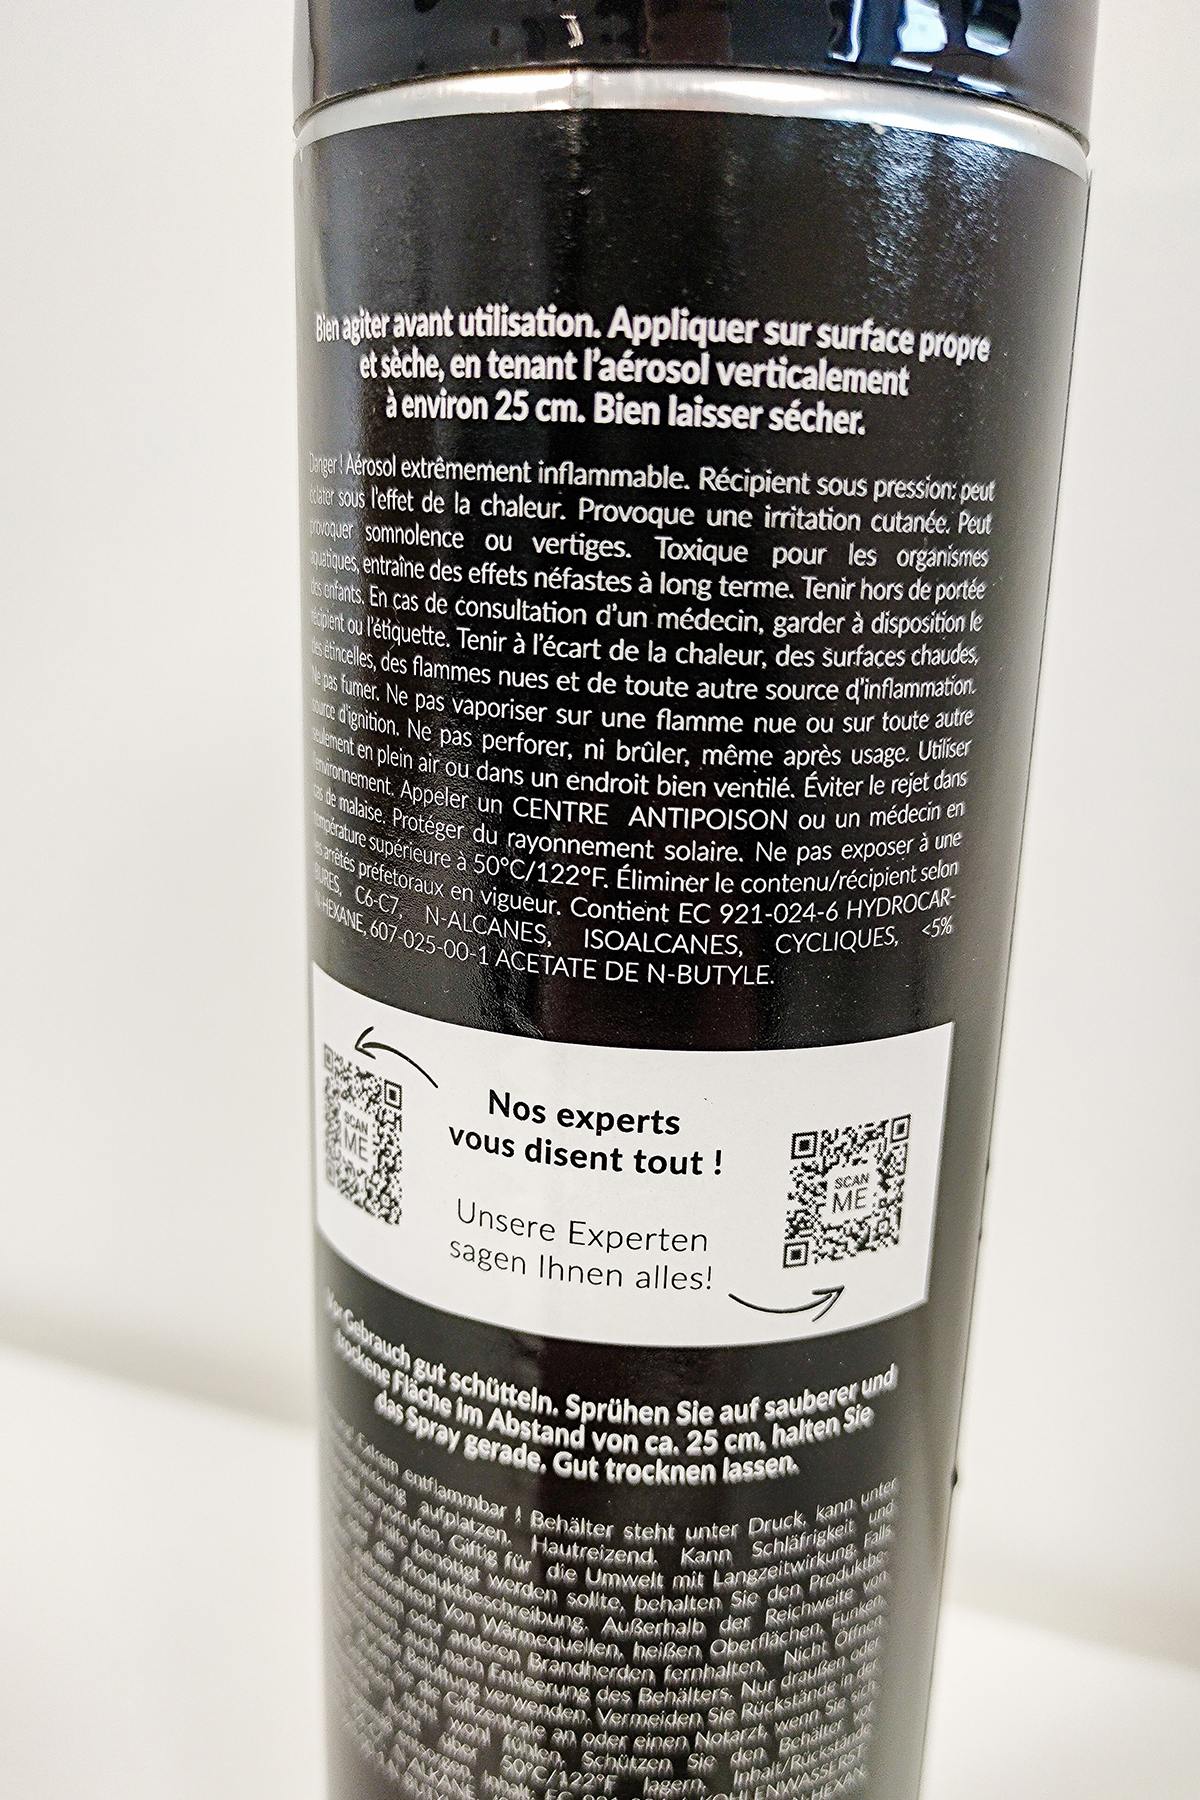 Bien agiter avant utilisation. Appliquer sur surface propre
et sèche, en tenant l'aérosol verticalement
à environ 25 cm. Bien laisser sécher.
Danger ! Aérosol extrêmement inflammable. Récipient sous pression: peut
éclater sous l'effet de la chaleur. Provoque une irritation cutanée. Peut
provoquer somnolence ou vertiges. Toxique pour les organismes
aquatiques, entraîne des effets néfastes à long terme. Tenir hors de portée
des enfants. En cas de consultation d'un médecin, garder à disposition le
récipient ou l'étiquette. Tenir à l'écart de la chaleur, des surfaces chaudes,
des étincelles, des flammes nues et de toute autre source d'inflammation.
Ne pas fumer. Ne pas vaporiser sur une flamme nue ou sur toute autre
source d'ignition. Ne pas perforer, ni brûler, même après usage. Utiliser
seulement en plein air ou dans un endroit bien ventilé. Éviter le rejet dans
l'environnement. Appeler un CENTRE ANTIPOISON ou un médecin en
cas de malaise. Protéger du rayonnement solaire. Ne pas exposer à une
température supérieure à 50°C/122°F. Éliminer le contenu/récipient selon
les arrêtés préfetoraux en vigueur. Contient EC 921-024-6 HYDROCAR-
BURES, C6-C7, N-ALCANES, ISOALCANES, CYCLIQUES, <5%
N-HEXANE, 607-025-00-1 ACETATE DE N-BUTYLE.
SCAN
ME
Nos experts
vous disent tout !
Unsere Experten
sagen Ihnen alles!
SCAN
ME
Vor Gebrauch gut schütteln. Sprühen Sie auf sauberer und
trockene Fläche im Abstand von ca. 25 cm, halten Sie
das Spray gerade. Gut trocknen lassen.
Extrem entflammbar ! Behälter steht unter Druck, kann unter
aufplatzen. Hautreizend. Kann Schläfrigkeit und
hervorrufen. Giftig für die Umwelt mit Langzeitwirkung. Falls
Hilfe benötigt werden sollte, behalten Sie den Produktbe-
die Produktbeschreibung. Außerhalb der Reichweite von
aufbewahren! Von Wärmequellen, heißen Oberflächen, Funken,
oder anderen Brandherden fernhalten. Nicht Öffnen
auch nach Entleerung des Behälters. Nur draußen oder
Belüftung verwenden. Vermeiden Sie Rückstände in der
die Giftzentrale an oder einen Notarzt, wenn Sie sich
nicht wohl fühlen. Schützen Sie den Behälter vor
über 50°C/122°F lagern. Inhalt/Rückstände
entsorgen. Inhalt: EC KOHLENWASSERST
ALKANE